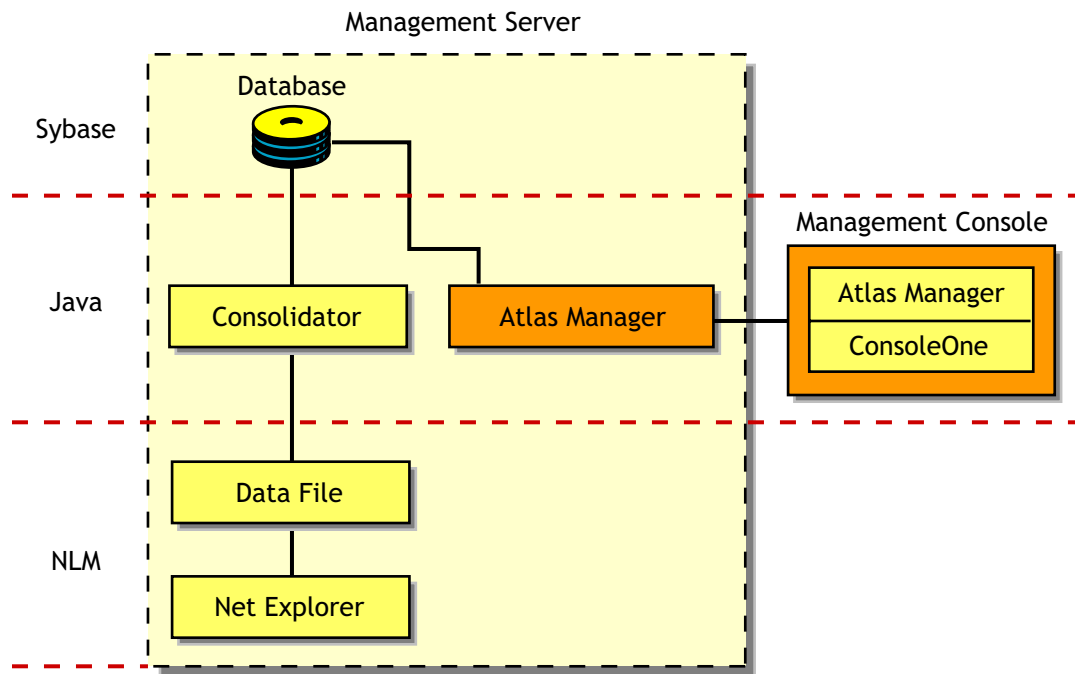 Management Server
Database
Sybase
Management Console
Java
Consolidator
Atlas Manager
Atlas Manager
ConsoleOne
Data File
NLM
Net Explorer